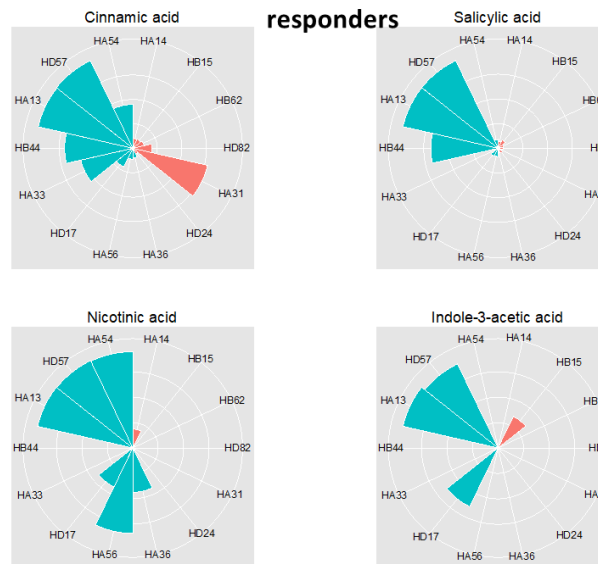 responders
Cinnamic acid
HA54 HA14
HD57 HB15
HA13 HB62
HB44 HD82
HA33 HA31
HD17 HD24
HA56 HA36
Salicylic acid
HA54 HA14
HD57 HB15
HA13
HB44
HA33
HD17 HD24
HA56 HA36
Nicotinic acid
HA54 HA14
HD57 HB15
HA13 HB62
HB44 HD82
HA33 HA31
HD17 HD24
HA56 HA36
Indole-3-acetic acid
HA54 HA14
HD57 HB15
HA13
HB44
HA33
HD17 HD24
HA56 HA36